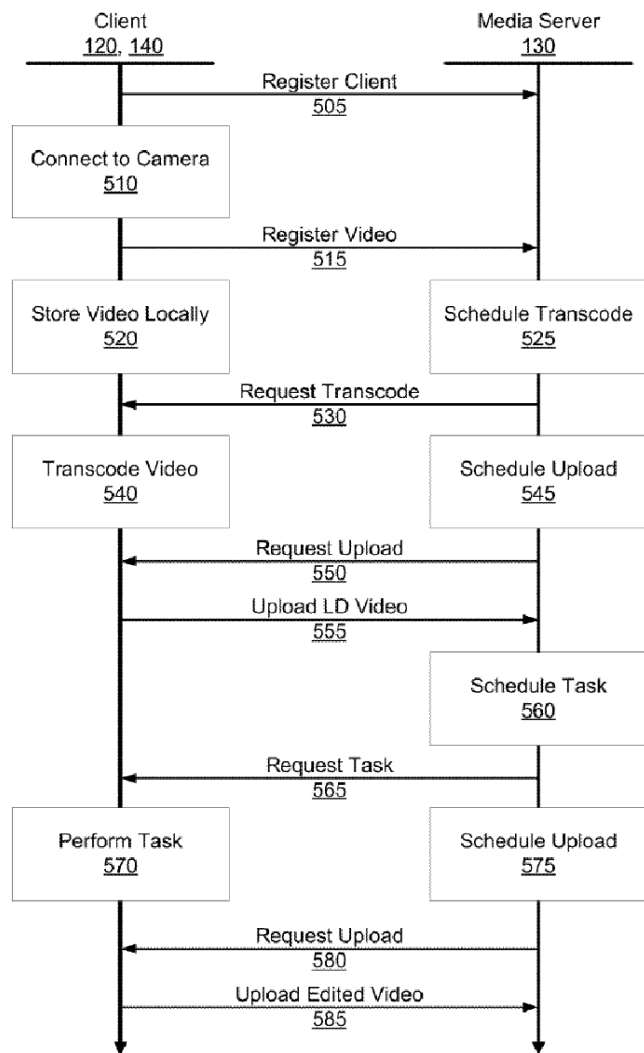 Client
120, 140
Media Server
130
Register Client
505
Connect to Camera
510
Register Video
515
Store Video Locally
520
Schedule Transcode
525
Request Transcode
530
Transcode Video
540
Schedule Upload
545
Request Upload
550
Upload LD Video
555
Schedule Task
560
Request Task
565
Perform Task
570
Schedule Upload
575
Request Upload
580
Upload Edited Video
585